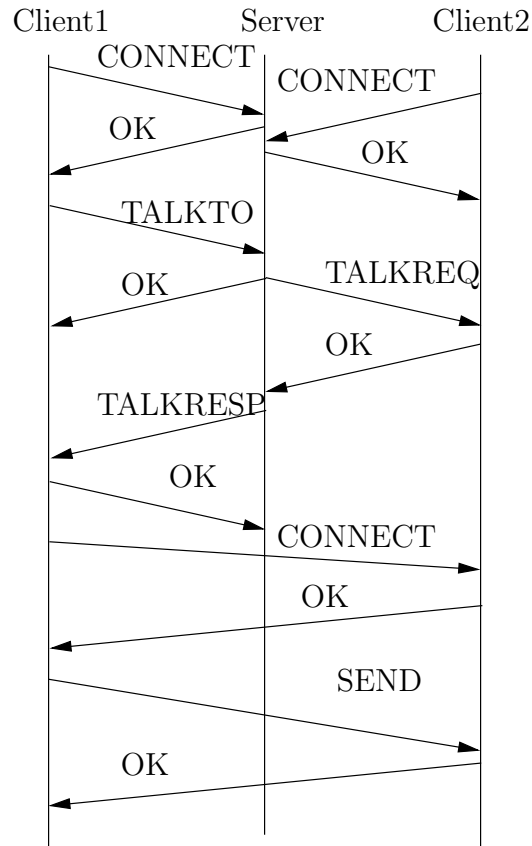 Client1 Server Client2
CONNECT
CONNECT
OK
OK
TALKTO
TALKREQ
OK
OK
TALKRESP
OK
CONNECT
OK
SEND
OK